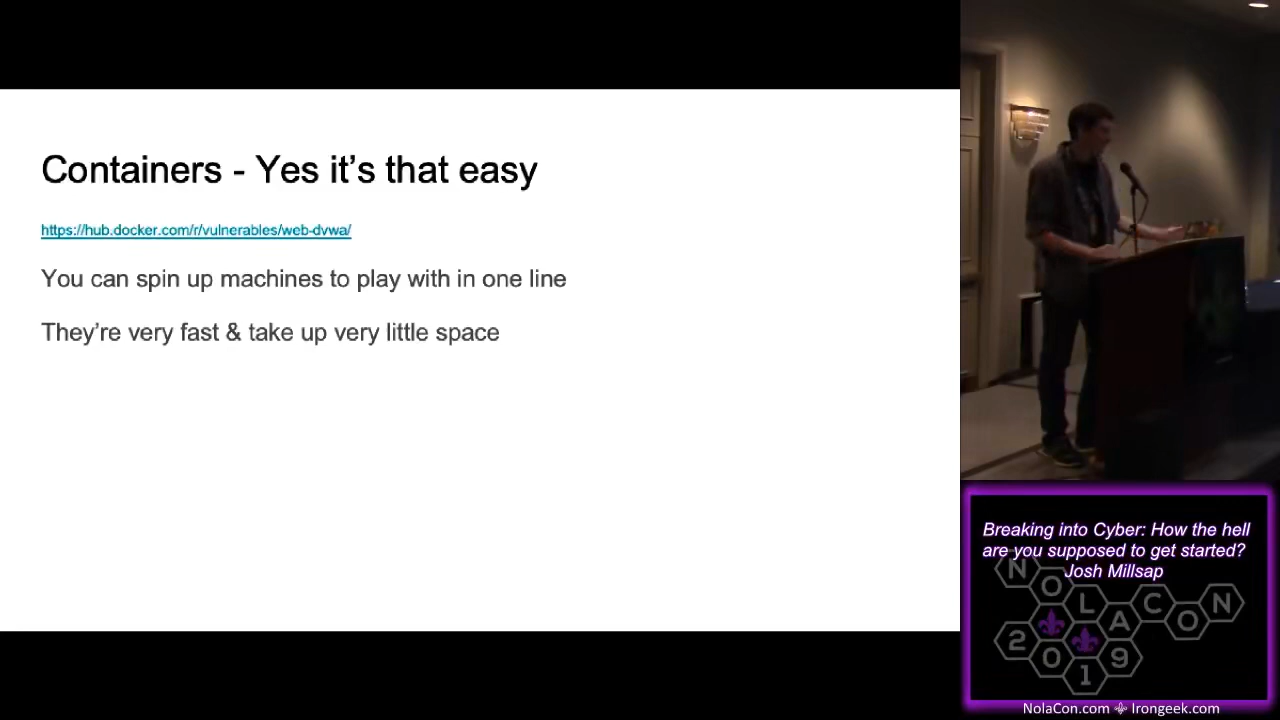 Containers - Yes it's that easy
https://hub.docker.com/r/vulnerables/web-dvwa/
You can spin up machines to play with in one line
They're very fast & take up very little space
Breaking into Cyber: How the hell
are you supposed to get started?
Josh Millsap
NOLACON
2019
NolaCon.com ⚜ Irongeek.com